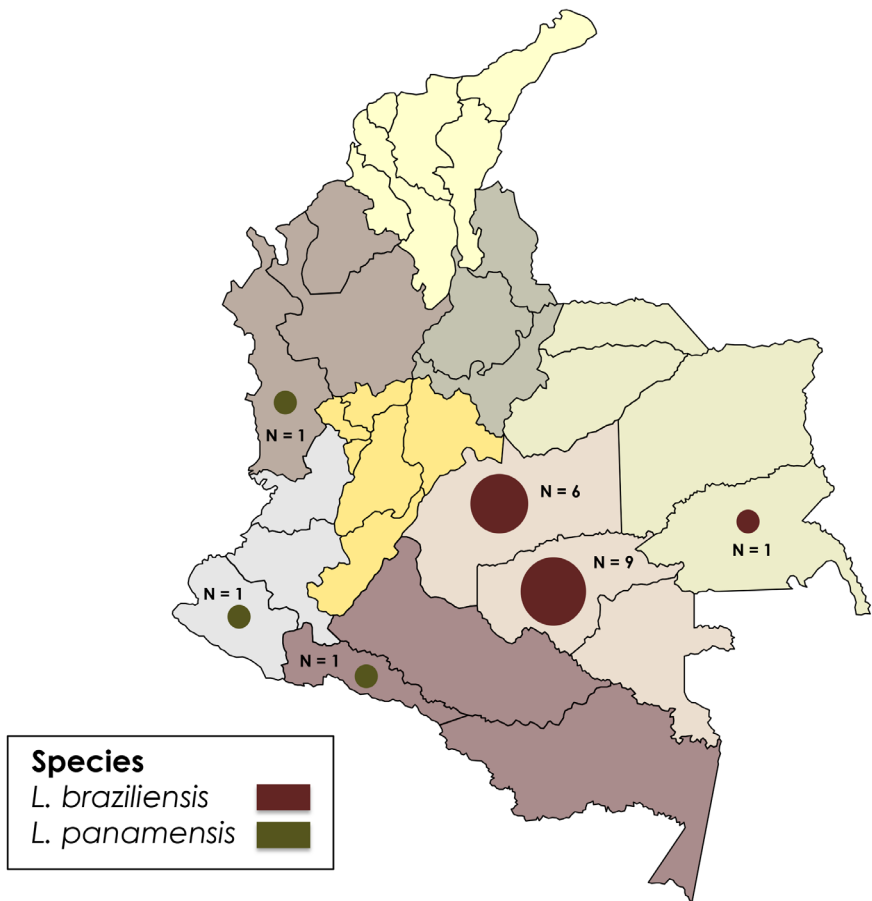 N = 1
N = 6
N = 1
N = 9
N = 1
N = 1
Species
L. braziliensis
L. panamensis